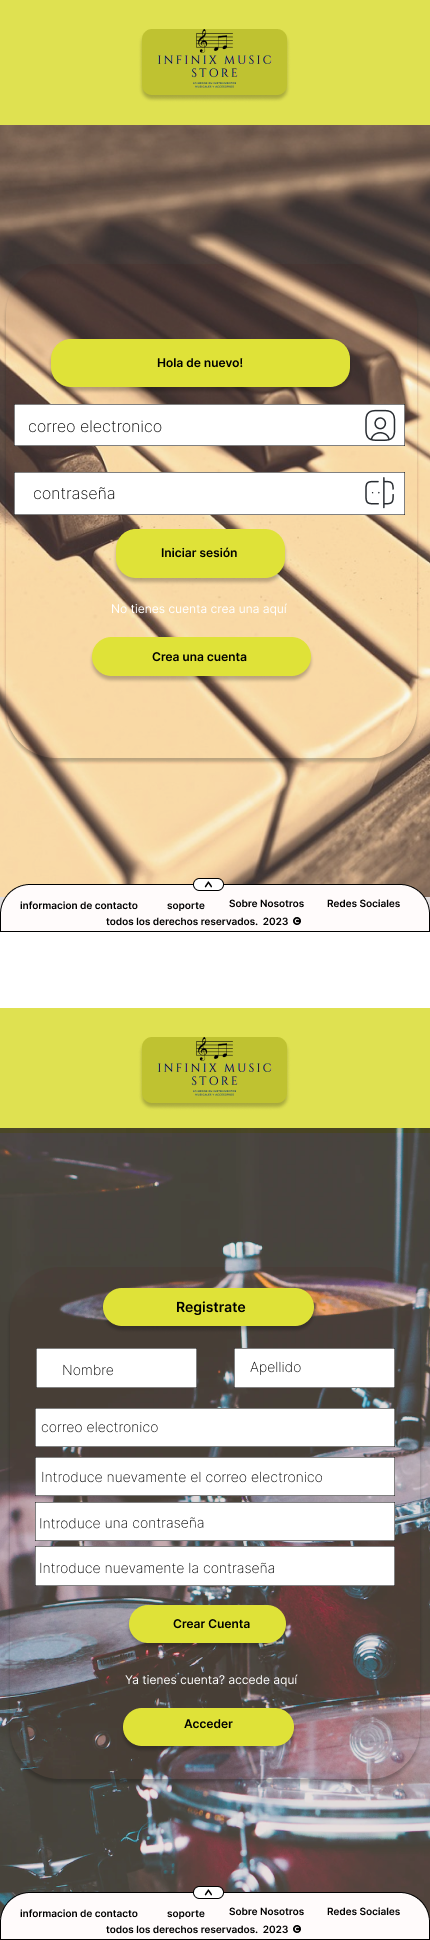 INFINIX MUSIC
STORE
Hola de nuevo!
correo electronico
contraseña
Iniciar sesión
No tienes cuenta crea una aquí
Crea una cuenta
informacion de contacto soporte Sobre Nosotros Redes Sociales
todos los derechos reservados. 2023 ©
INFINIX MUSIC
STORE
Registrate
Nombre Apellido
correo electronico
Introduce nuevamente el correo electronico
Introduce una contraseña
Introduce nuevamente la contraseña
Crear Cuenta
Ya tienes cuenta? accede aquí
Acceder
informacion de contacto soporte Sobre Nosotros Redes Sociales
todos los derechos reservados. 2023 ©